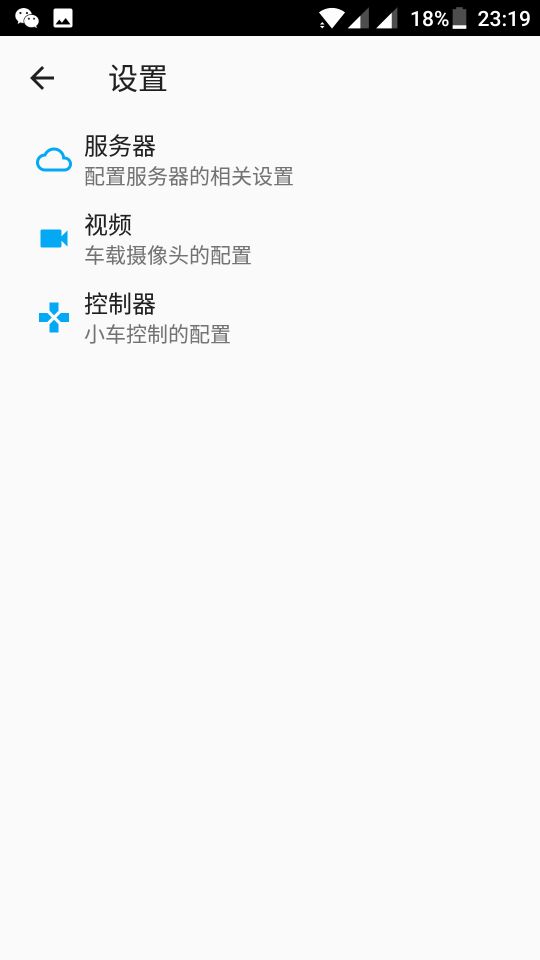 18% 23:19
设置
服务器
配置服务器的相关设置
视频
车载摄像头的配置
控制器
小车控制的配置